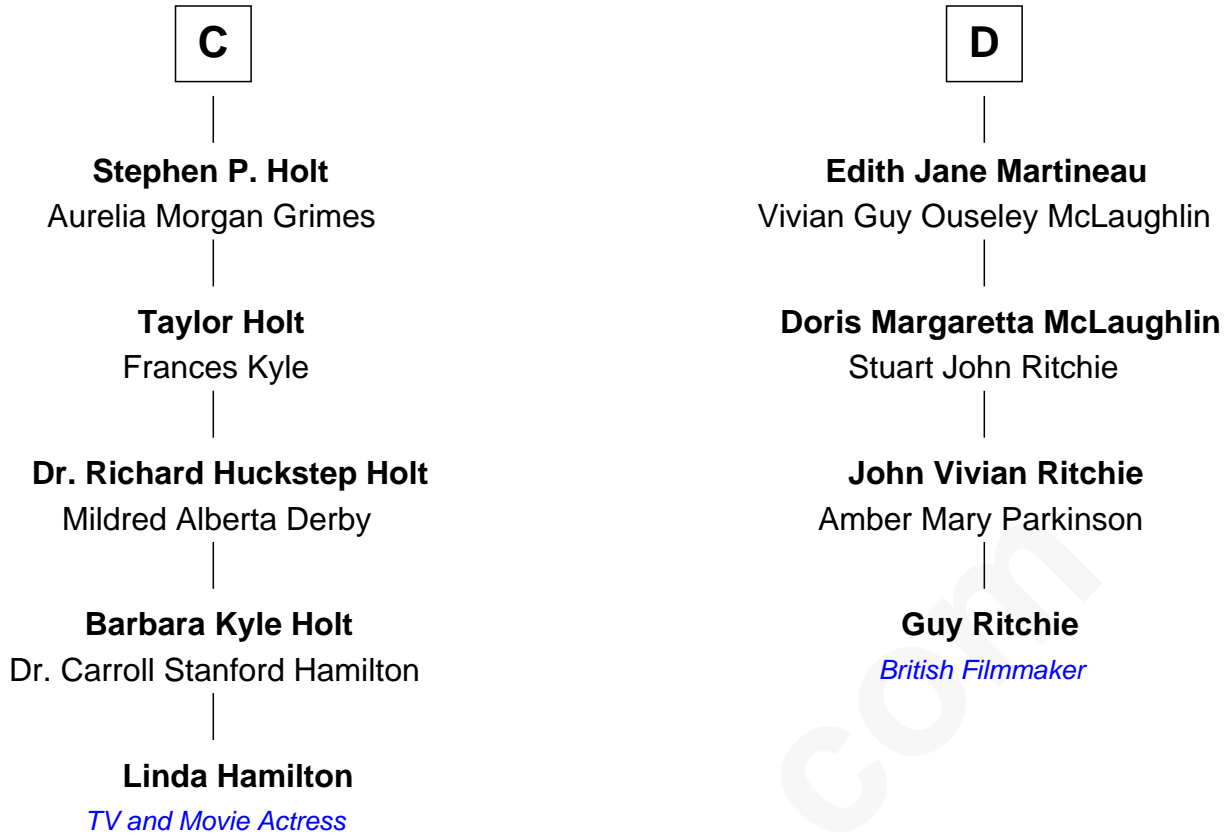 C
Stephen P. Holt
Aurelia Morgan Grimes
Taylor Holt
Frances Kyle
Dr. Richard Huckstep Holt
Mildred Alberta Derby
Barbara Kyle Holt
Dr. Carroll Stanford Hamilton
Linda Hamilton
TV and Movie Actress
D
Edith Jane Martineau
Vivian Guy Ouseley McLaughlin
Doris Margaretta McLaughlin
Stuart John Ritchie
John Vivian Ritchie
Amber Mary Parkinson
Guy Ritchie
British Filmmaker
com